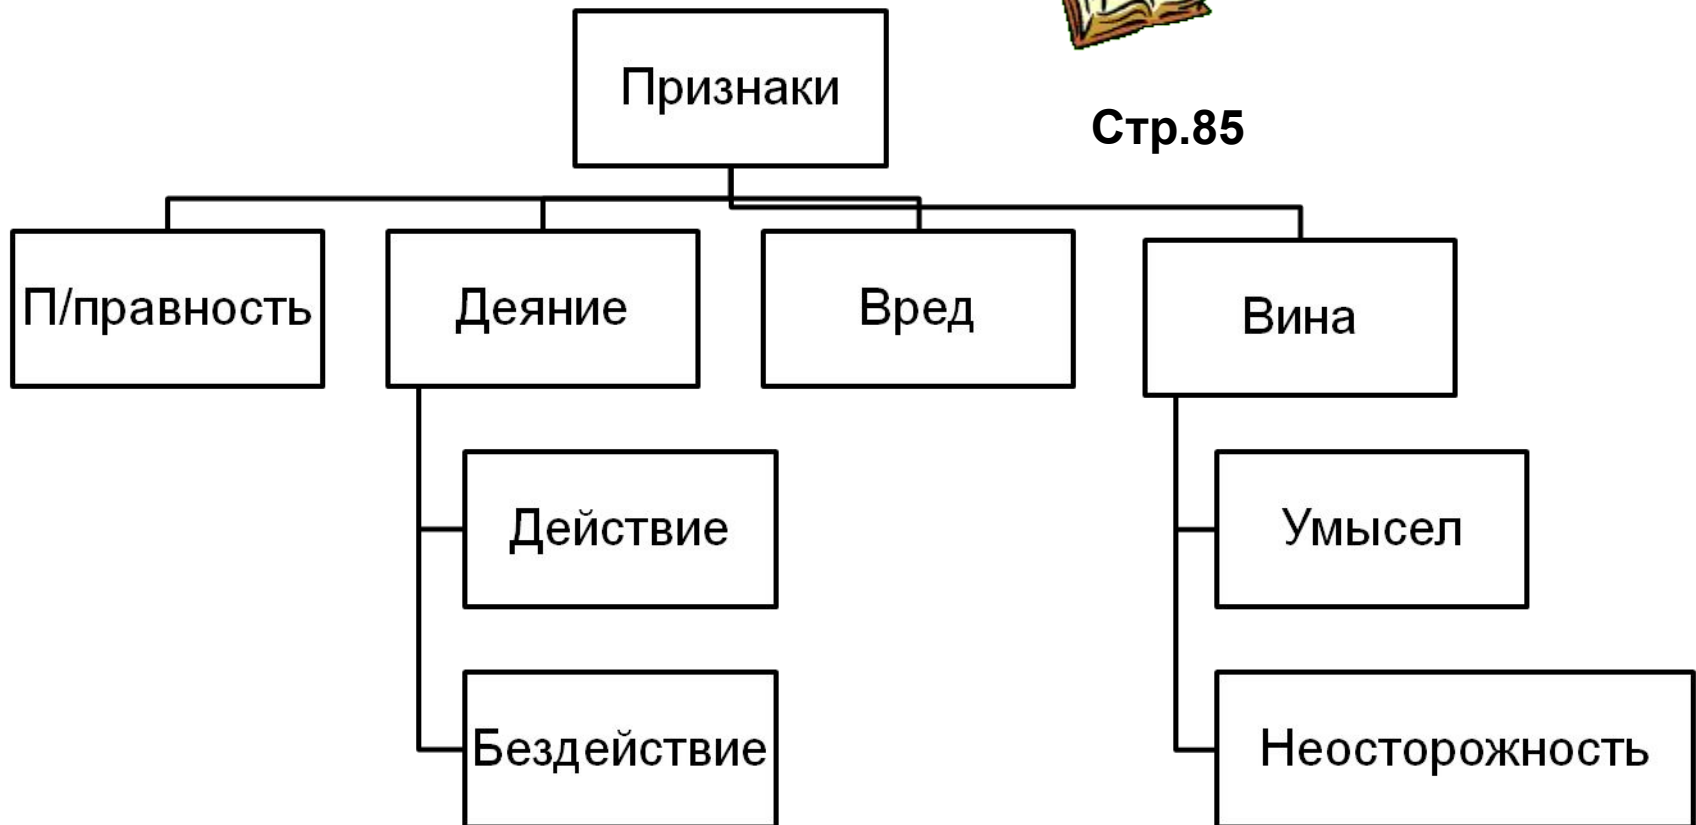 Признаки
Стр.85
П/правность
Деяние
Вред
Вина
Действие
Умысел
Бездействие
Неосторожность